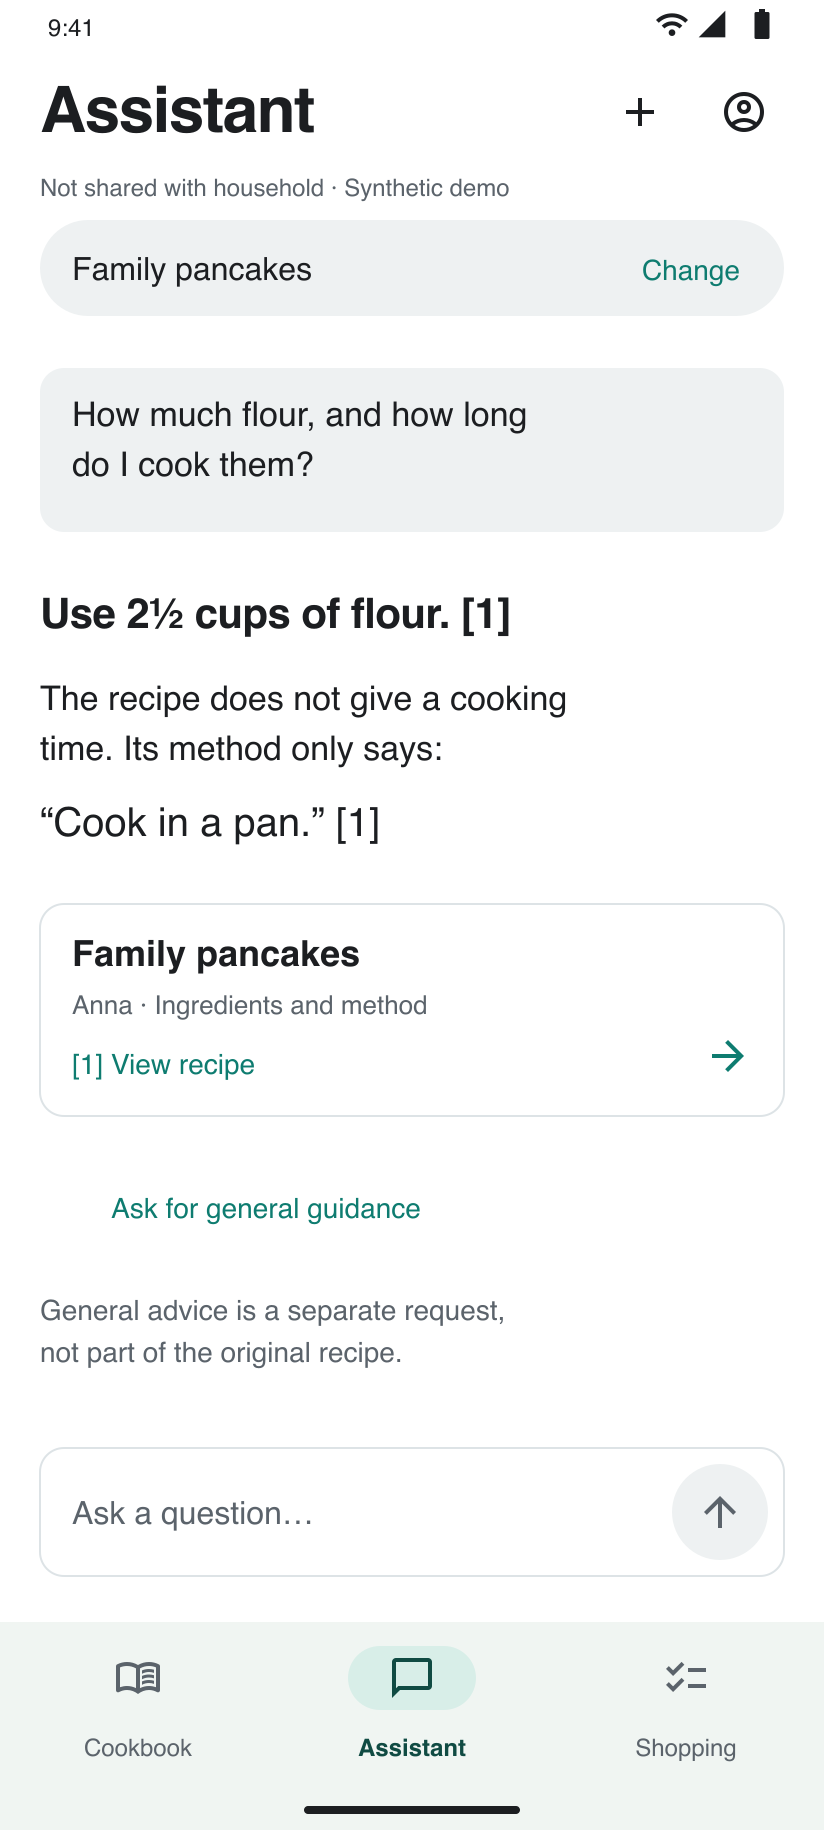 9:41
Assistant
Not shared with household · Synthetic demo
Family pancakes
Change
How much flour, and how long
do I cook them?
Use 2½ cups of flour. [1]
The recipe does not give a cooking
time. Its method only says:
“Cook in a pan.” [1]
Family pancakes
Anna · Ingredients and method
[1] View recipe
Ask for general guidance
General advice is a separate request,
not part of the original recipe.
Ask a question…
Cookbook
Assistant
Shopping